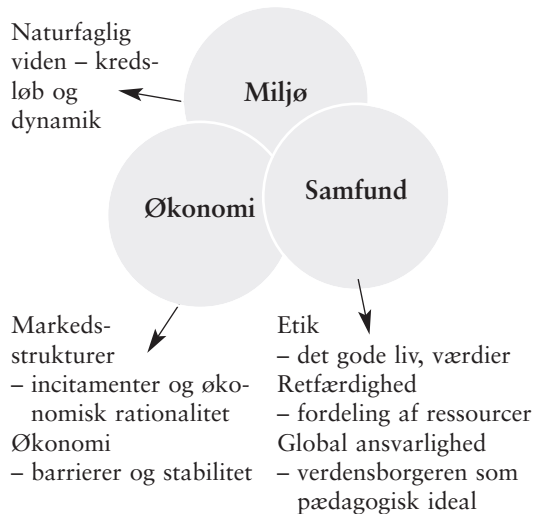 Naturfaglig
viden – kreds-
løb og
dynamik
Miljø
Økonomi
Samfund
Markeds-
strukturer
– incitamenter og øko-
nomisk rationalitet
Økonomi
– barrierer og stabilitet
Etik
– det gode liv, værdier
Retfærdighed
– fordeling af ressourcer
Global ansvarlighed
– verdensborgeren som
pædagogisk ideal